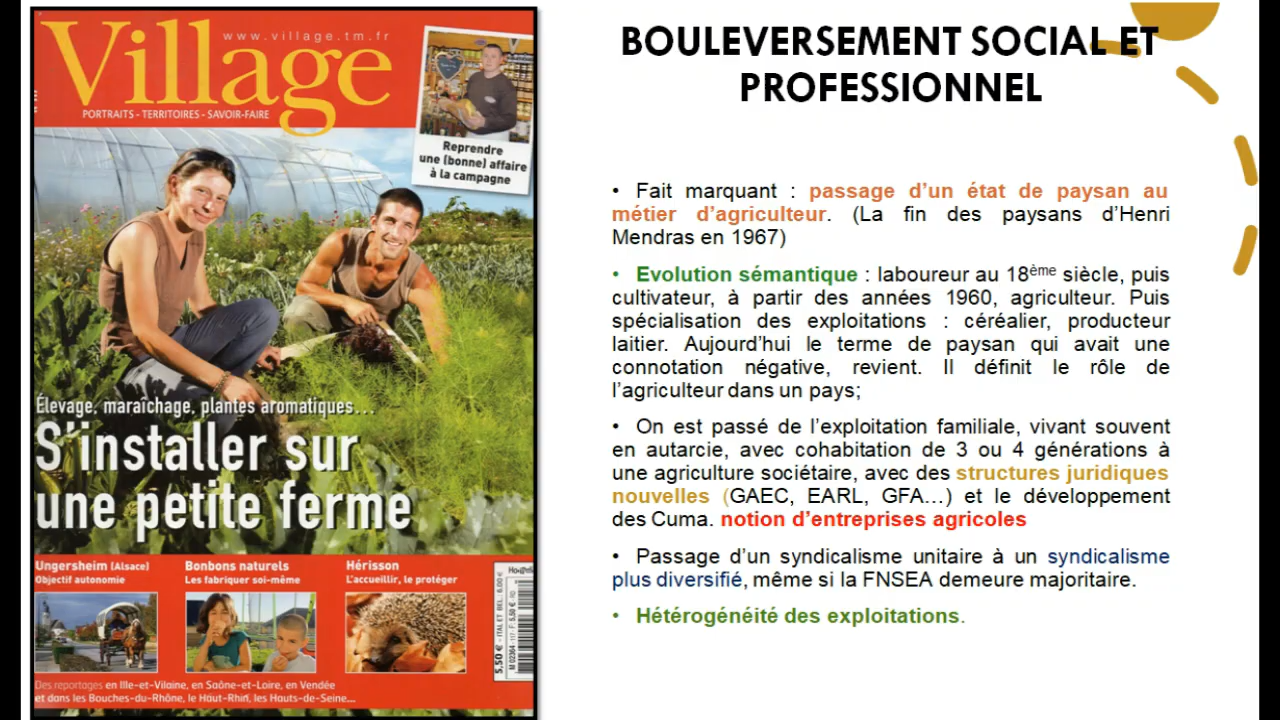 www.village.tm.fr
Village
PORTRAITS - TERRITOIRES - SAVOIR-FAIRE
Reprendre
une (bonne) affaire
à la campagne
Élevage, maraîchage, plantes aromatiques…
S'installer sur
une petite ferme
Ungersheim (Alsace)
Objectif autonomie
Bonbons naturels
Les fabriquer soi-même
Hérisson
L'accueillir, le protéger
Des reportages en Ille-et-Vilaine, en Saône-et-Loire, en Vendée
et dans les Bouches-du-Rhône, le Haut-Rhin, les Hauts-de-Seine...
BOULEVERSEMENT SOCIAL ET
PROFESSIONNEL
• Fait marquant : passage d’un état de paysan au
métier d’agriculteur. (La fin des paysans d’Henri
Mendras en 1967)
• Evolution sémantique : laboureur au 18ème siècle, puis
cultivateur, à partir des années 1960, agriculteur. Puis
spécialisation des exploitations : céréalier, producteur
laitier. Aujourd’hui le terme de paysan qui avait une
connotation négative, revient. Il définit le rôle de
l’agriculteur dans un pays;
• On est passé de l’exploitation familiale, vivant souvent
en autarcie, avec cohabitation de 3 ou 4 générations à
une agriculture sociétaire, avec des structures juridiques
nouvelles (GAEC, EARL, GFA…) et le développement
des Cuma. notion d’entreprises agricoles
• Passage d’un syndicalisme unitaire à un syndicalisme
plus diversifié, même si la FNSEA demeure majoritaire.
• Hétérogénéité des exploitations.